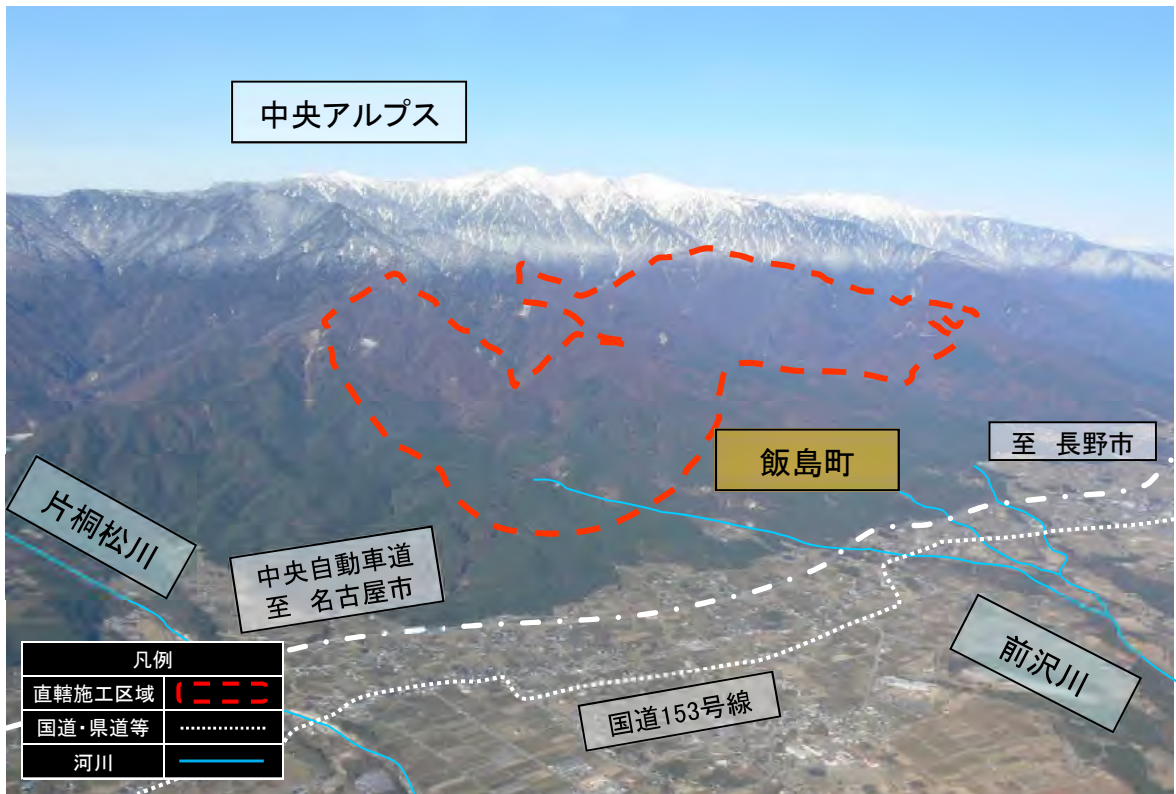 中央アルプス
飯島町
至 長野市
片桐松川
中央自動車道
至 名古屋市
前沢川
国道153号線
凡例
直轄施工区域
国道・県道等
河川